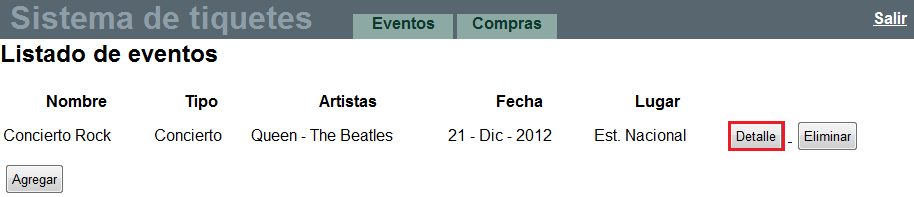 Sistema de tiquetes Eventos Compras Salir
Listado de eventos
Nombre Tipo Artistas Fecha Lugar
Concierto Rock Concierto Queen - The Beatles 21 - Dic - 2012 Est. Nacional Detalle - Eliminar
Agregar